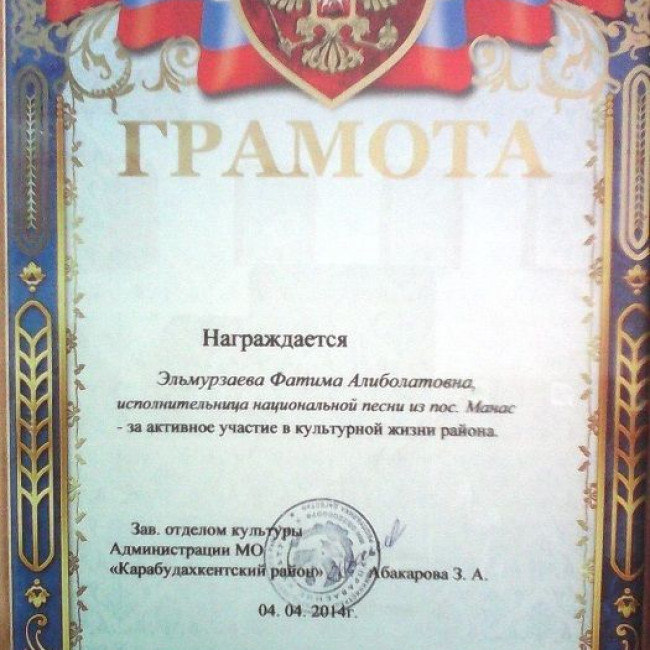 ГРАМОТА
Награждается
Эльмурзаева Фатима Алиболатовна,
исполнительница национальной песни из пос. Манас
- за активное участие в культурной жизни района.
Зав. отделом культуры
Администрации МО
«Карабудахкентский район» Абакарова З. А.
04. 04. 2014г.